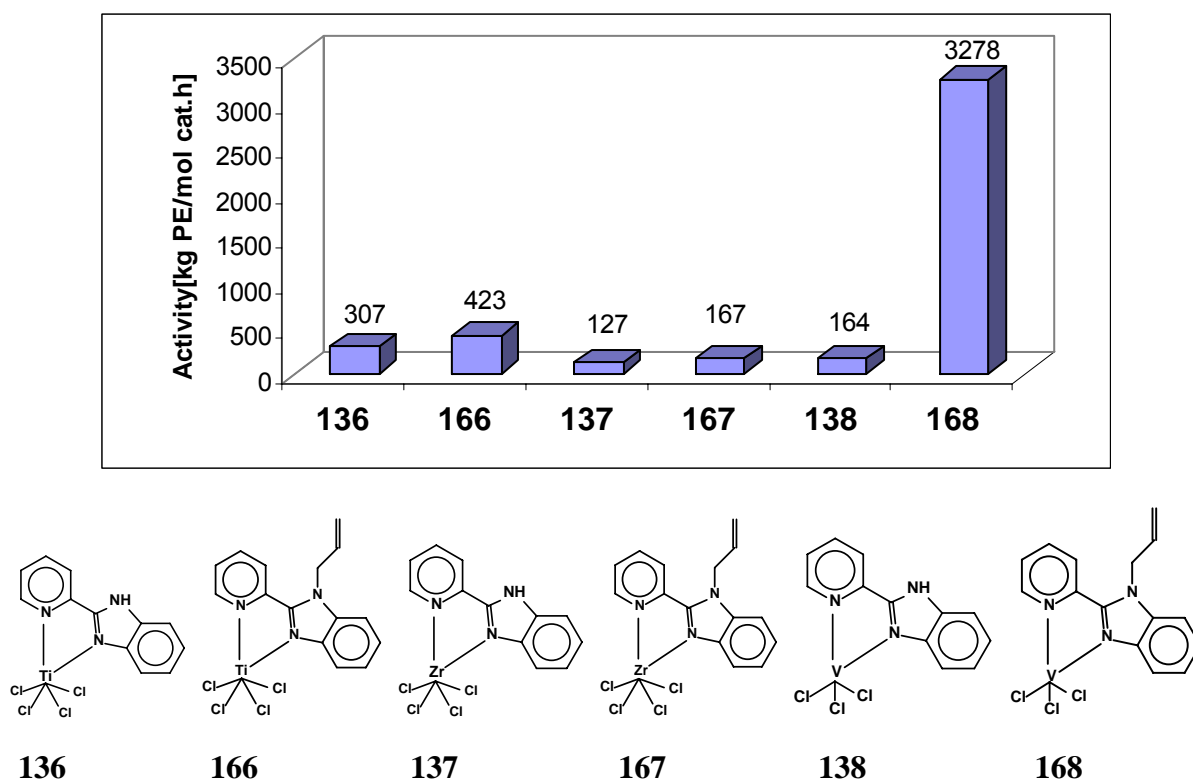 Activity[kg PE/mol cat.h]
3500
3000
2500
2000
1500
1000
500
0
307
423
127
167
164
3278
136 166 137 167 138 168
N NH N Ti Cl Cl Cl Cl
N N N Ti Cl Cl Cl Cl
N NH N Zr Cl Cl Cl Cl
N N N Zr Cl Cl Cl Cl
N NH N V Cl Cl Cl
N N N V Cl Cl Cl
136 166 137 167 138 168